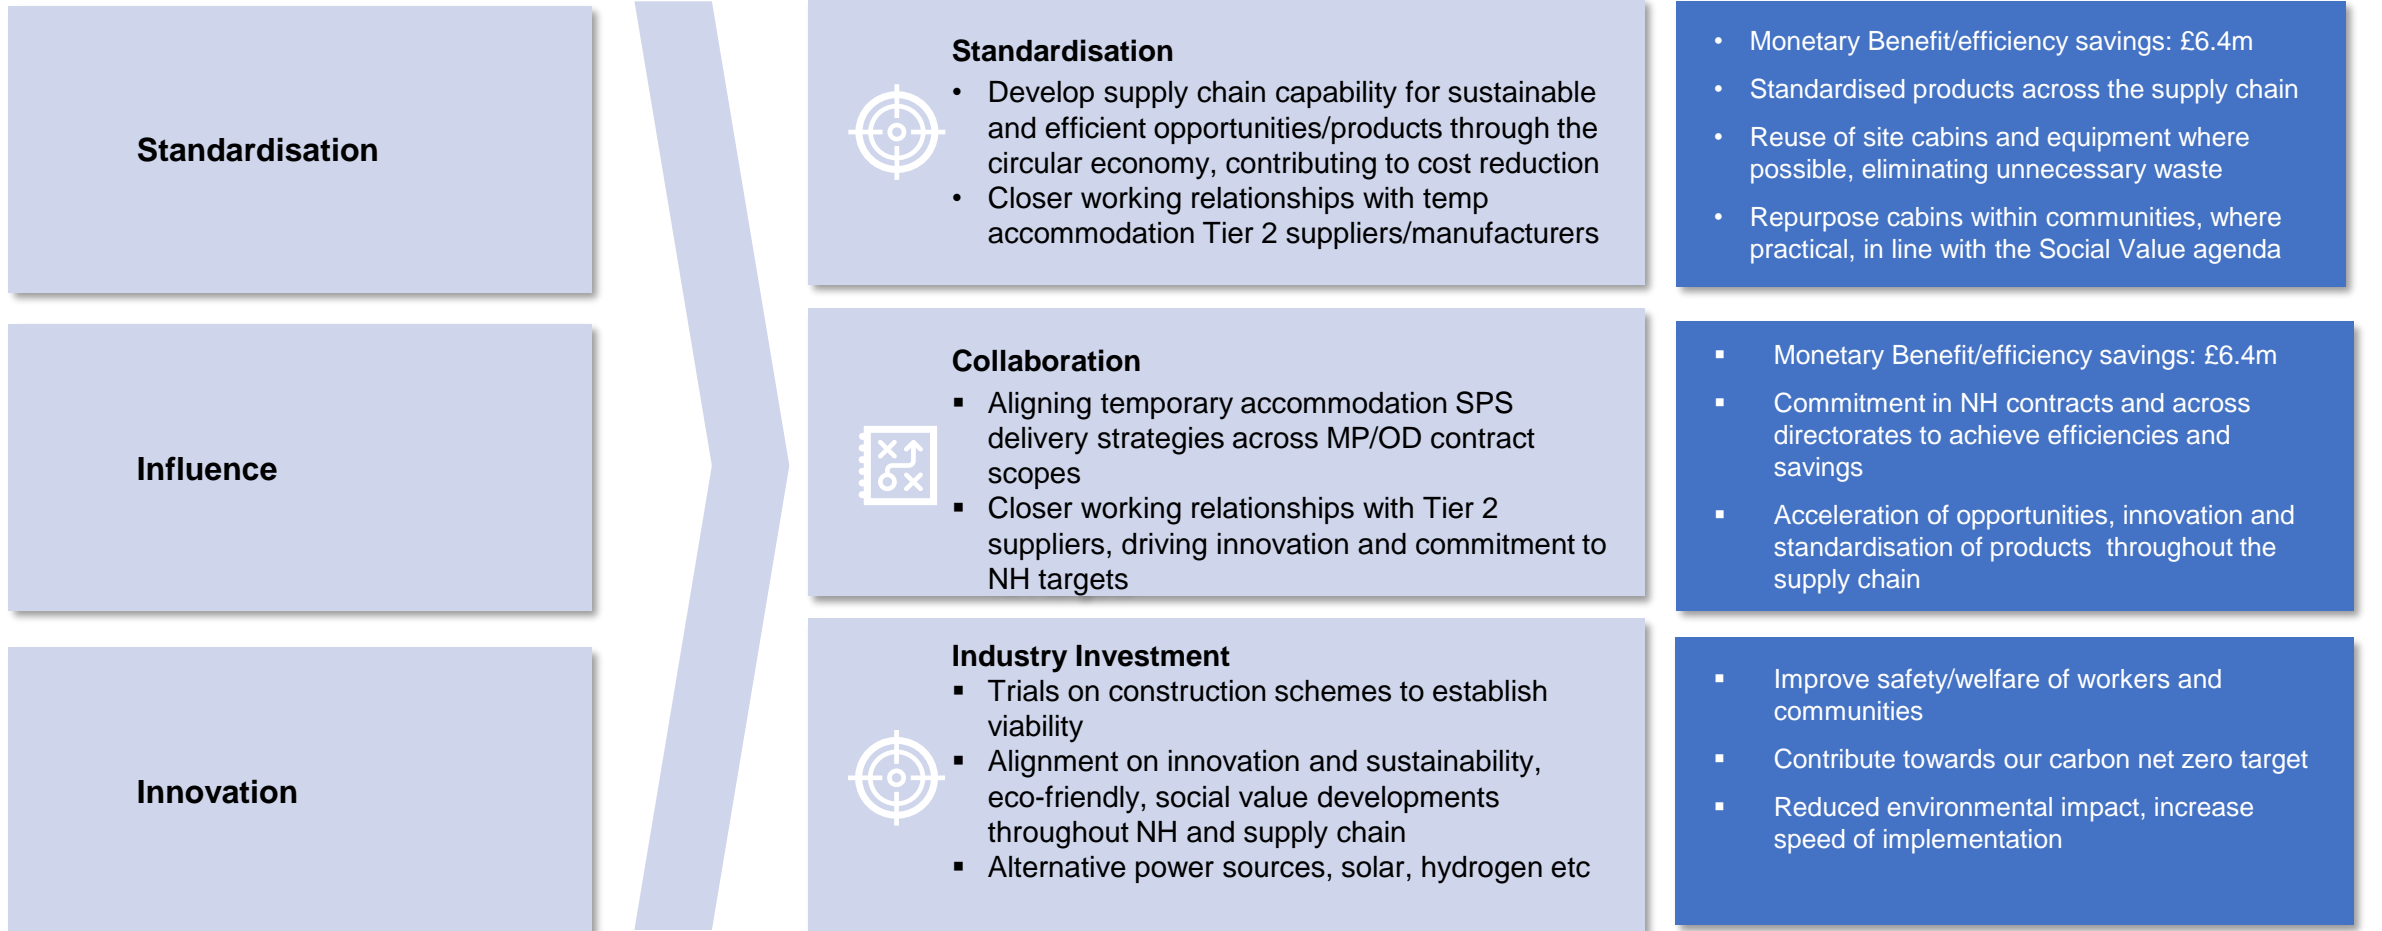 Standardisation
Standardisation
• Develop supply chain capability for sustainable
and efficient opportunities/products through the
circular economy, contributing to cost reduction
• Closer working relationships with temp
accommodation Tier 2 suppliers/manufacturers
• Monetary Benefit/efficiency savings: £6.4m
• Standardised products across the supply chain
• Reuse of site cabins and equipment where
possible, eliminating unnecessary waste
• Repurpose cabins within communities, where
practical, in line with the Social Value agenda
Influence
Collaboration
▪ Aligning temporary accommodation SPS
delivery strategies across MP/OD contract
scopes
▪ Closer working relationships with Tier 2
suppliers, driving innovation and commitment to
NH targets
▪ Monetary Benefit/efficiency savings: £6.4m
▪ Commitment in NH contracts and across
directorates to achieve efficiencies and
savings
▪ Acceleration of opportunities, innovation and
standardisation of products  throughout the
supply chain
Innovation
Industry Investment
▪ Trials on construction schemes to establish
viability
▪ Alignment on innovation and sustainability,
eco-friendly, social value developments
throughout NH and supply chain
▪ Alternative power sources, solar, hydrogen etc
▪ Improve safety/welfare of workers and
communities
▪ Contribute towards our carbon net zero target
▪ Reduced environmental impact, increase
speed of implementation